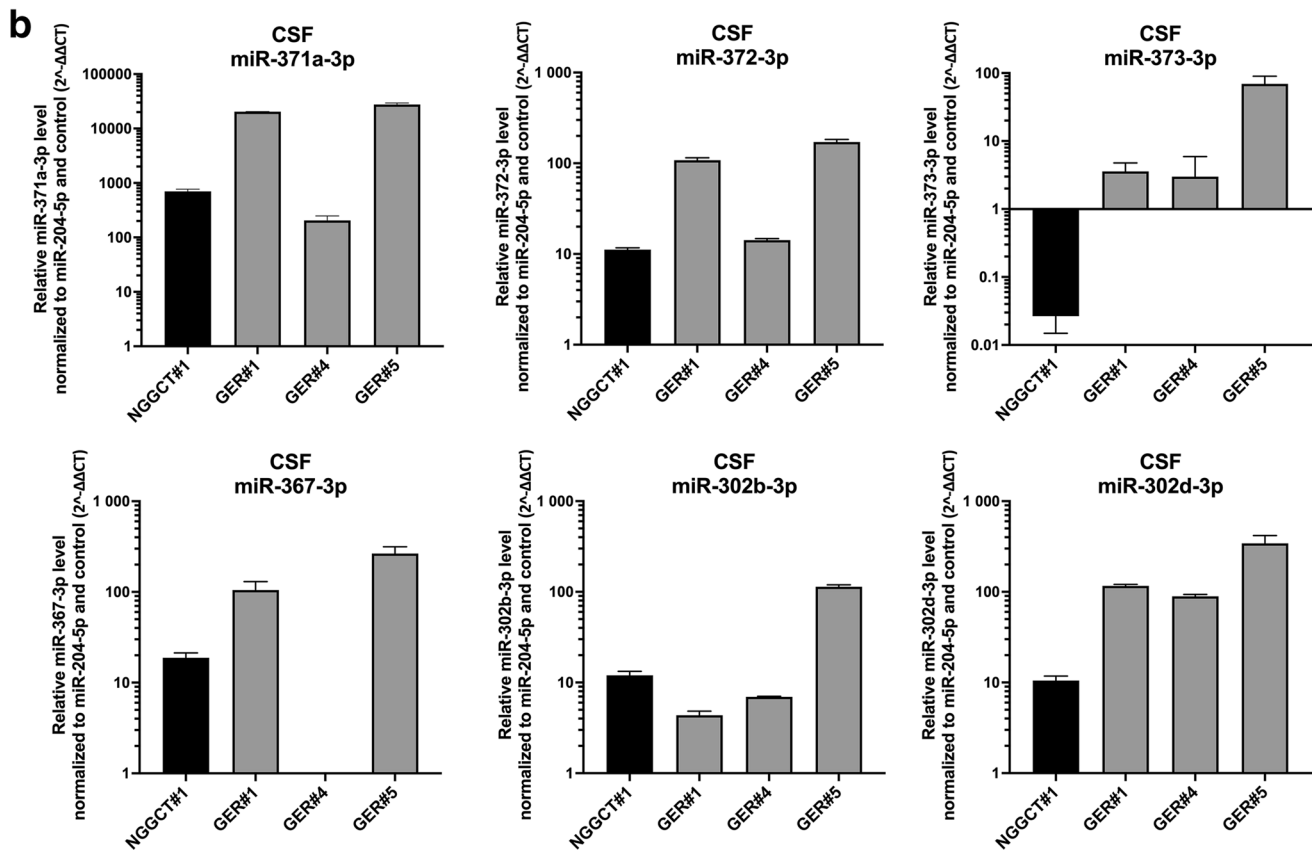 b
CSF
miR-371a-3p
Relative miR-371a-3p level
normalized to miR-204-5p and control (2^-ΔΔCT)
100000
10000
1000
100
10
1
NGGCT#1
GER#1
GER#4
GER#5
CSF
miR-372-3p
Relative miR-372-3p level
normalized to miR-204-5p and control (2^-ΔΔCT)
1 000
100
10
1
NGGCT#1
GER#1
GER#4
GER#5
CSF
miR-373-3p
Relative miR-373-3p level
normalized to miR-204-5p and control (2^-ΔΔCT)
100
10
1
0.1
0.01
NGGCT#1
GER#1
GER#4
GER#5
CSF
miR-367-3p
Relative miR-367-3p level
normalized to miR-204-5p and control (2^-ΔΔCT)
1 000
100
10
1
NGGCT#1
GER#1
GER#4
GER#5
CSF
miR-302b-3p
Relative miR-302b-3p level
normalized to miR-204-5p and control (2^-ΔΔCT)
1 000
100
10
1
NGGCT#1
GER#1
GER#4
GER#5
CSF
miR-302d-3p
Relative miR-302d-3p level
normalized to miR-204-5p and control (2^-ΔΔCT)
1 000
100
10
1
NGGCT#1
GER#1
GER#4
GER#5